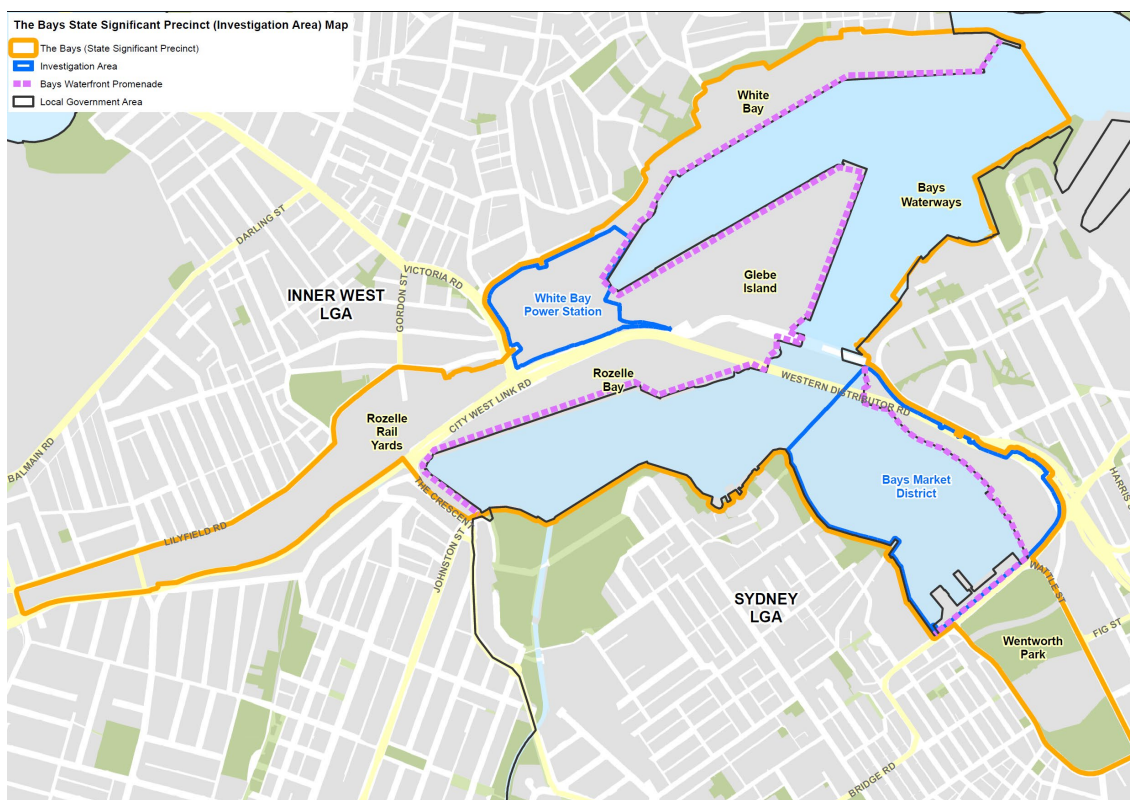 The Bays State Significant Precinct (Investigation Area) Map
The Bays (State Significant Precinct)
Investigation Area
Bays Waterfront Promenade
Local Government Area
White
Bay
Bays
Waterways
DARLING ST
VICTORIA RD
GORDON ST
INNER WEST
LGA
White Bay
Power Station
Glebe
Island
Rozelle
Bay
CITY WEST LINK RD
WESTERN DISTRIBUTOR RD
Rozelle
Rail
Yards
BALMAIN RD
THE CRESCENT
LILYFIELD RD
JOHNSTON ST
Bays Market
District
HARRIS S
WATTLE ST
SYDNEY
LGA
FIG ST
Wentworth
Park
BRIDGE RD